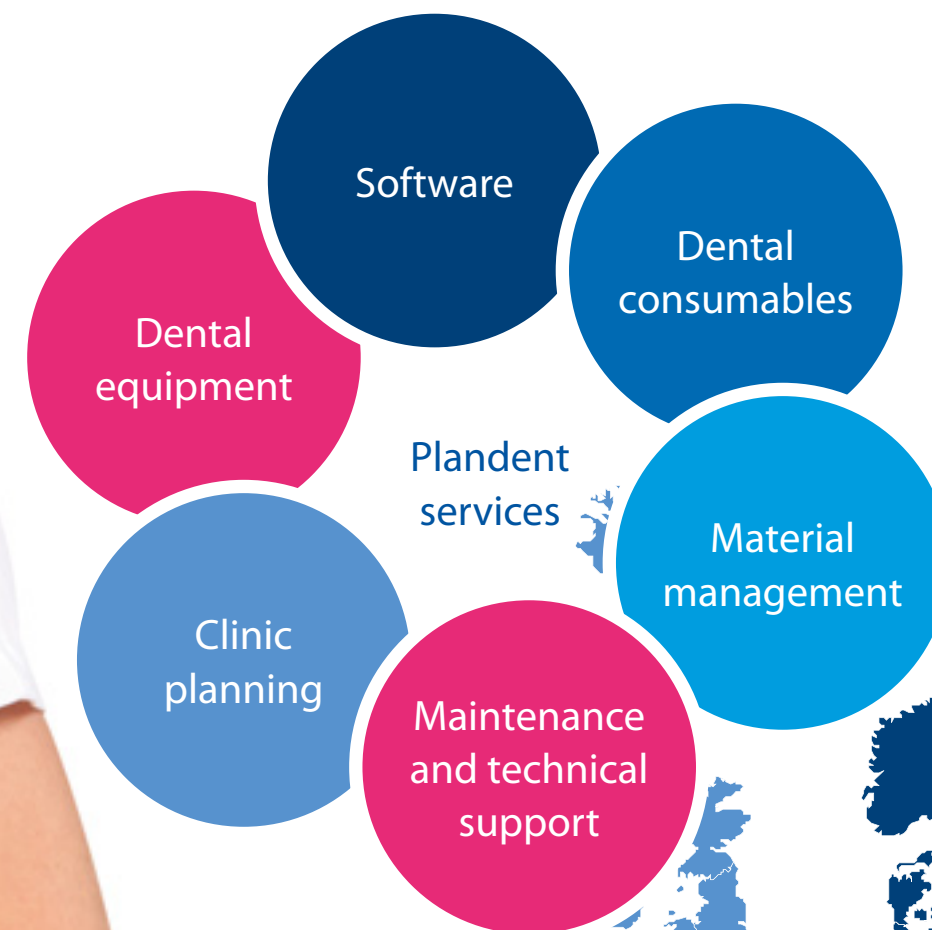 Software
Dental
consumables
Dental
equipment
Plandent
services
Material
management
Clinic
planning
Maintenance
and technical
support